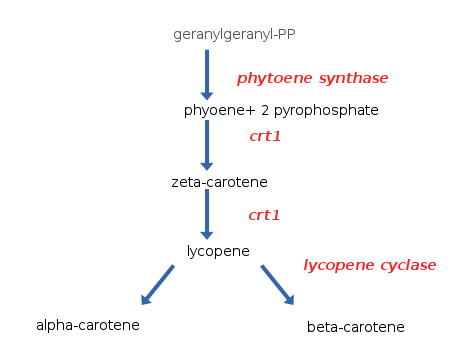 geranylgeranyl-PP
phytoene synthase
phyoene+ 2 pyrophosphate
crt1
zeta-carotene
crt1
lycopene
lycopene cyclase
alpha-carotene
beta-carotene